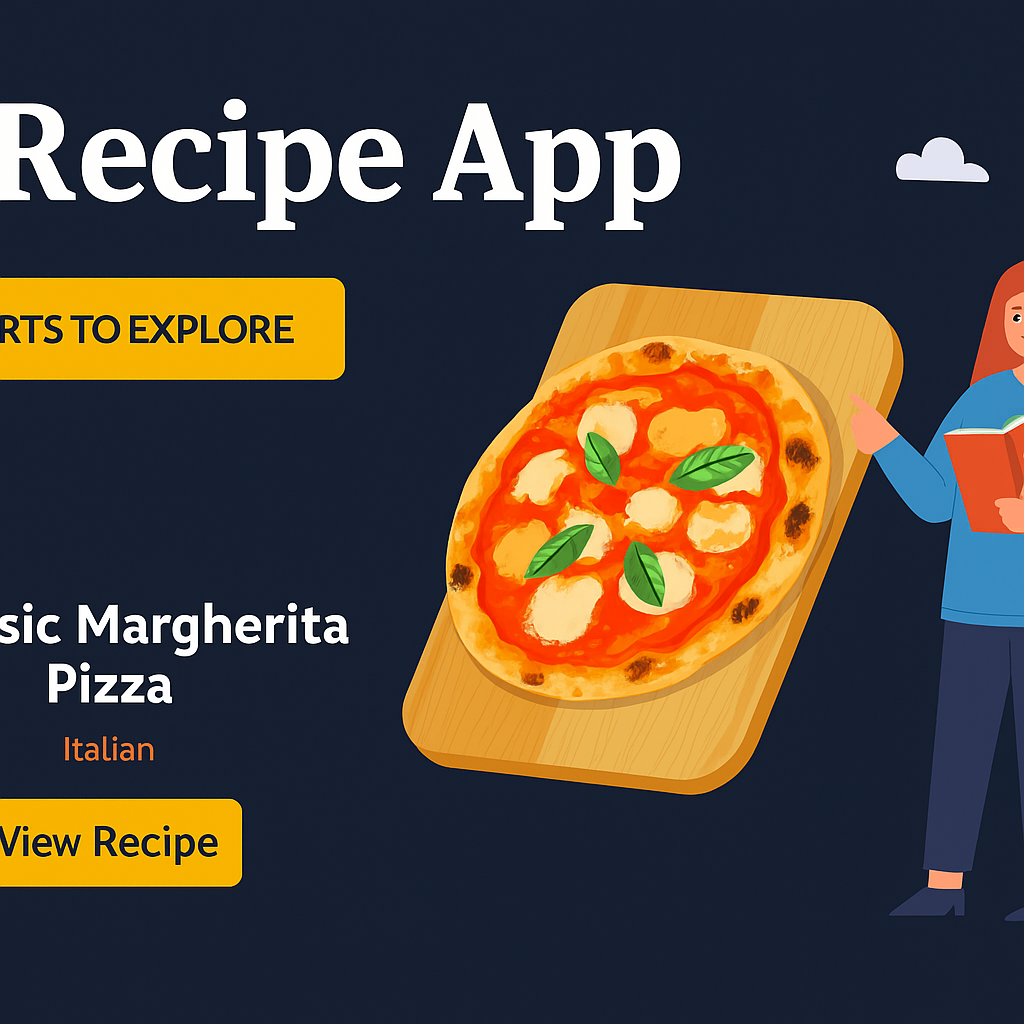 Recipe App
RTS TO EXPLORE
sic Margherita
Pizza
Italian
View Recipe